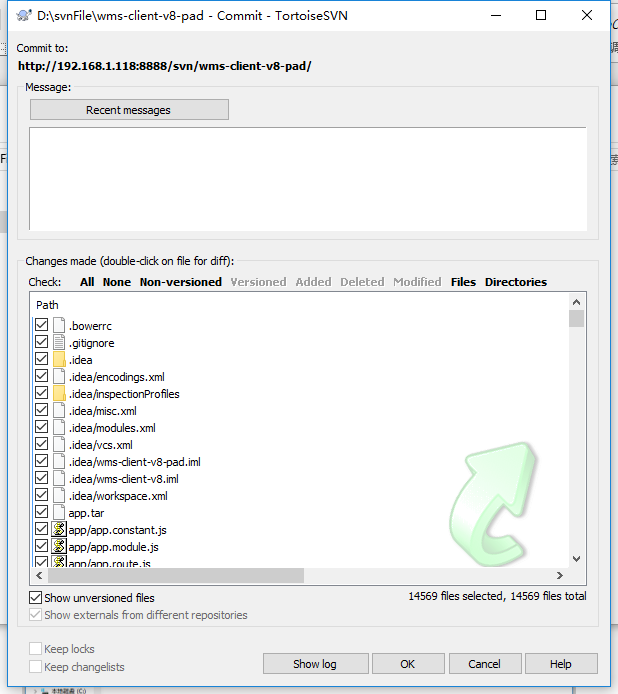 D:\svnFile\wms-client-v8-pad - Commit - TortoiseSVN
Commit to:
http://192.168.1.118:8888/svn/wms-client-v8-pad/
Message:
Recent messages
Changes made (double-click on file for diff):
Check: All None Non-versioned Versioned Added Deleted Modified Files Directories
Path
.bowerrc
.gitignore
.idea
.idea/encodings.xml
.idea/inspectionProfiles
.idea/misc.xml
.idea/modules.xml
.idea/vcs.xml
.idea/wms-client-v8-pad.iml
.idea/wms-client-v8.iml
.idea/workspace.xml
app.tar
app/app.constant.js
app/app.module.js
app/app.route.js
Show unversioned files
14569 files selected, 14569 files total
Show externals from different repositories
Keep locks
Keep changelists
Show log
OK
Cancel
Help